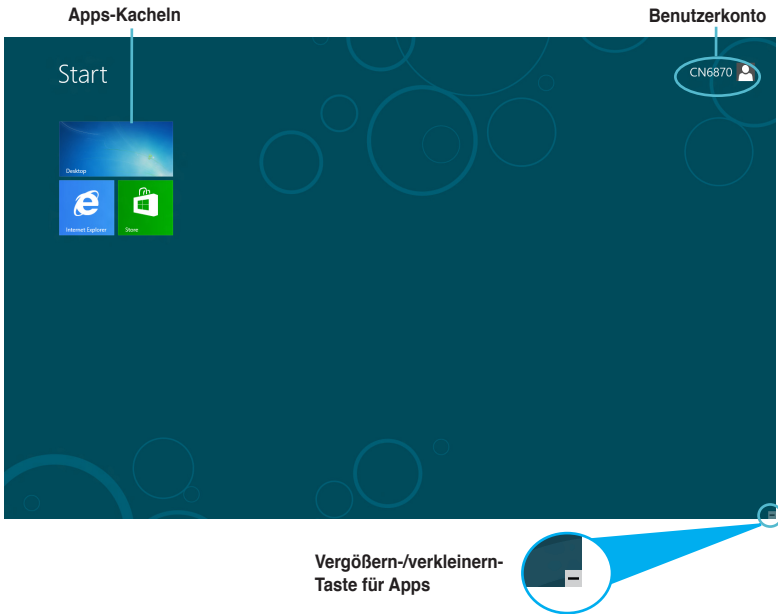 Apps-Kacheln
Benutzerkonto
Start
CN6870
Desktop
Internet Explorer
Store
Vergößern-/verkleinern-
Taste für Apps